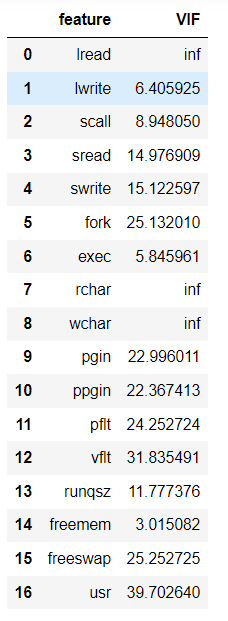 feature VIF
0 lread inf
1 lwrite 6.405925
2 scall 8.948050
3 sread 14.976909
4 swrite 15.122597
5 fork 25.132010
6 exec 5.845961
7 rchar inf
8 wchar inf
9 pgin 22.996011
10 ppgin 22.367413
11 pflt 24.252724
12 vflt 31.835491
13 runqsz 11.777376
14 freemem 3.015082
15 freeswap 25.252725
16 usr 39.702640